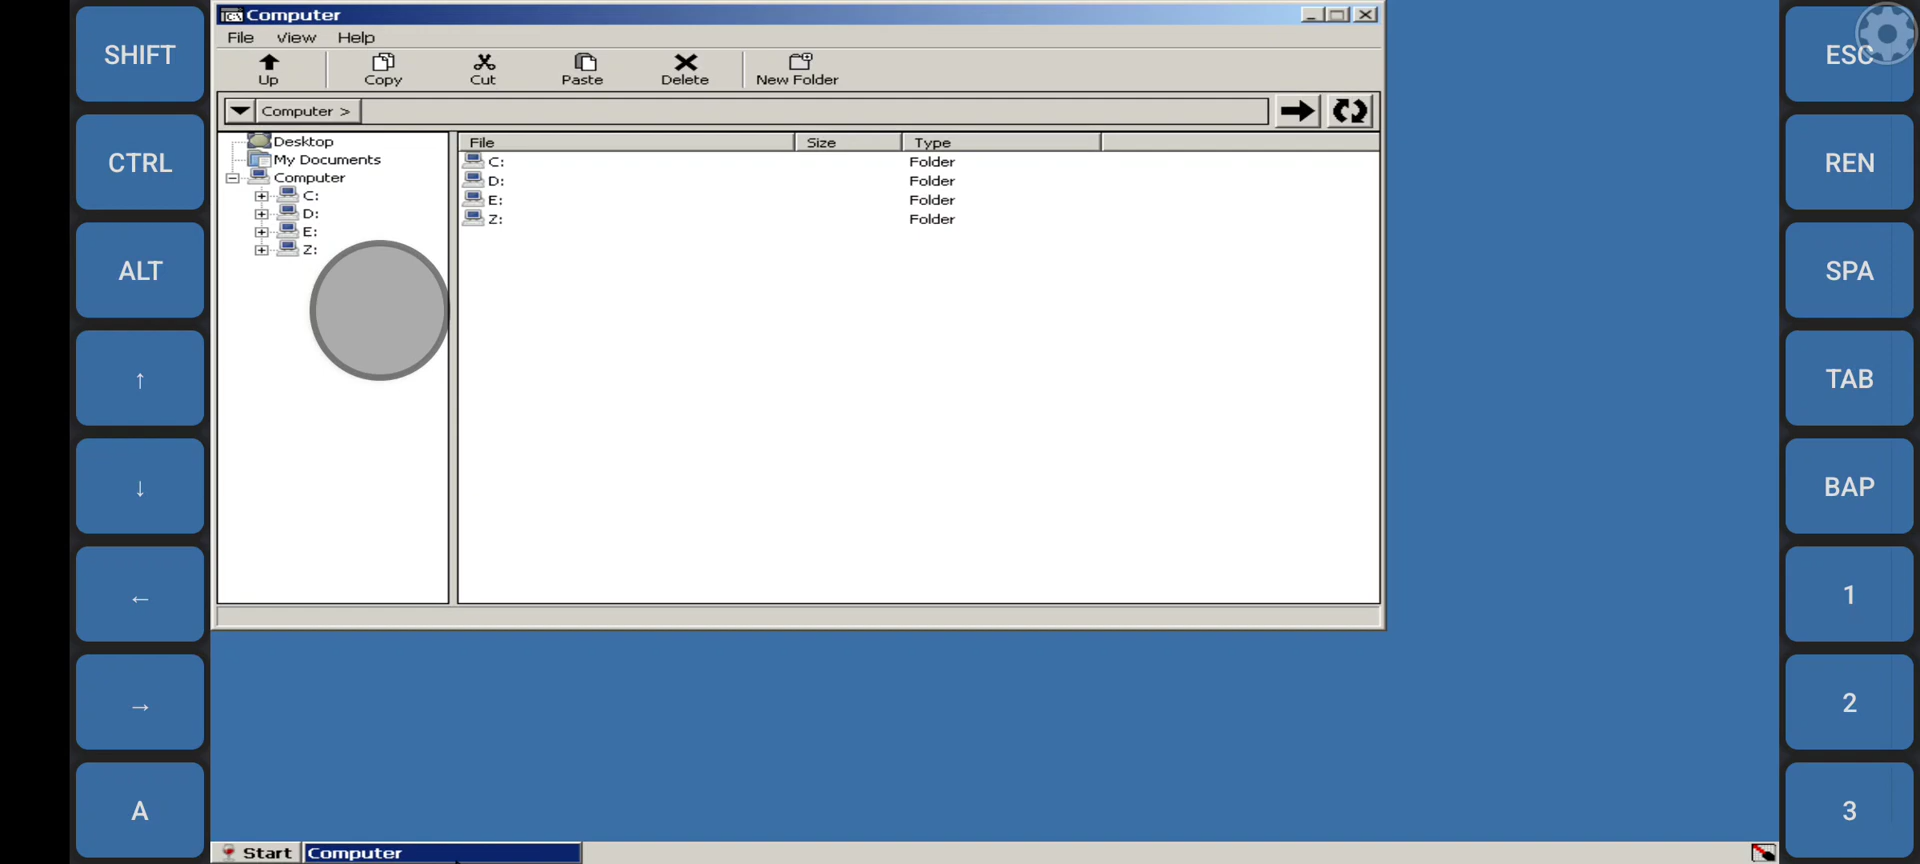 SHIFT
CTRL
ALT
↑
↓
←
→
A
Computer
File View Help
Up Copy Cut Paste Delete New Folder
Computer >
Desktop
My Documents
Computer
C:
D:
E:
Z:
File Size Type
C: Folder
D: Folder
E: Folder
Z: Folder
Start Computer
ESC
REN
SPA
TAB
BAP
1
2
3